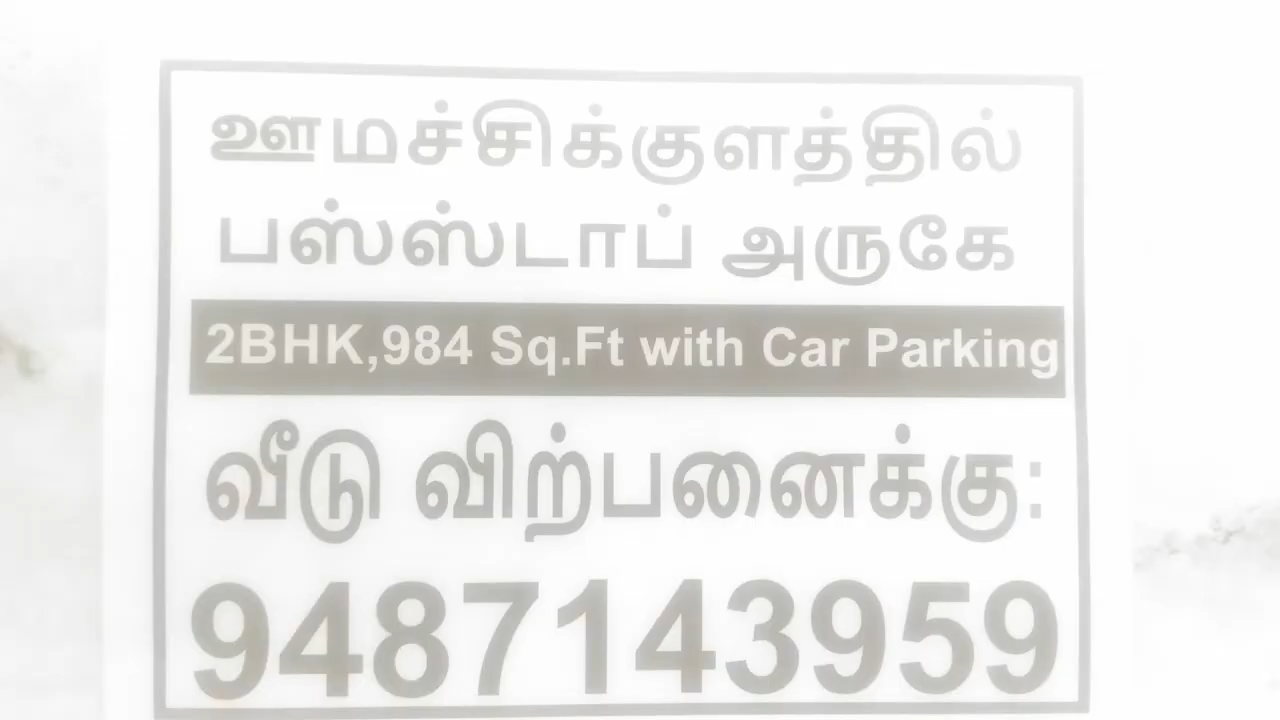 ஊமச்சிக்குளத்தில்
பஸ்ஸ்டாப் அருகே
2BHK,984 Sq.Ft with Car Parking
வீடு விற்பனைக்கு:
9487143959